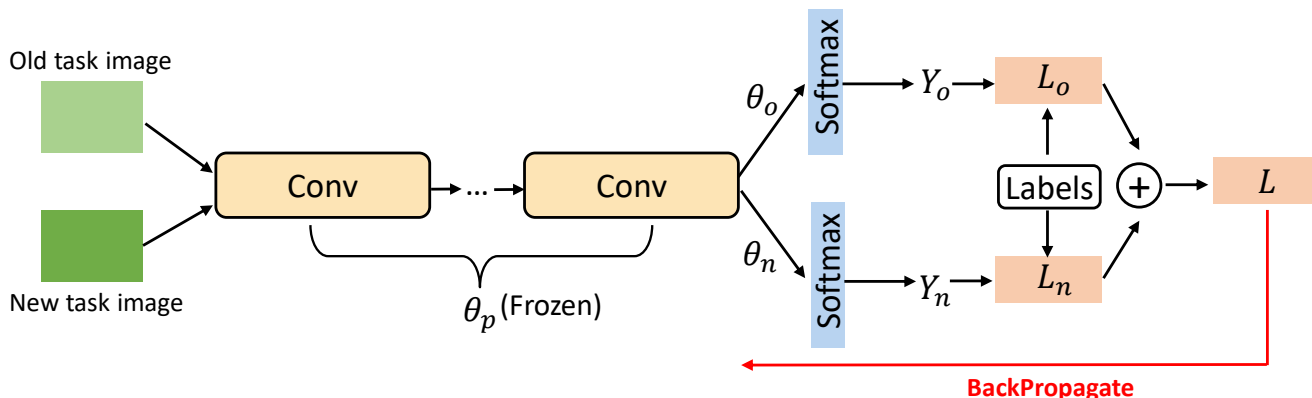 Old task image
New task image
Conv
...
Conv
θₚ (Frozen)
θₒ
θₙ
Softmax
Softmax
Yₒ
Yₙ
Lₒ
Labels
Lₙ
+
L
BackPropagate